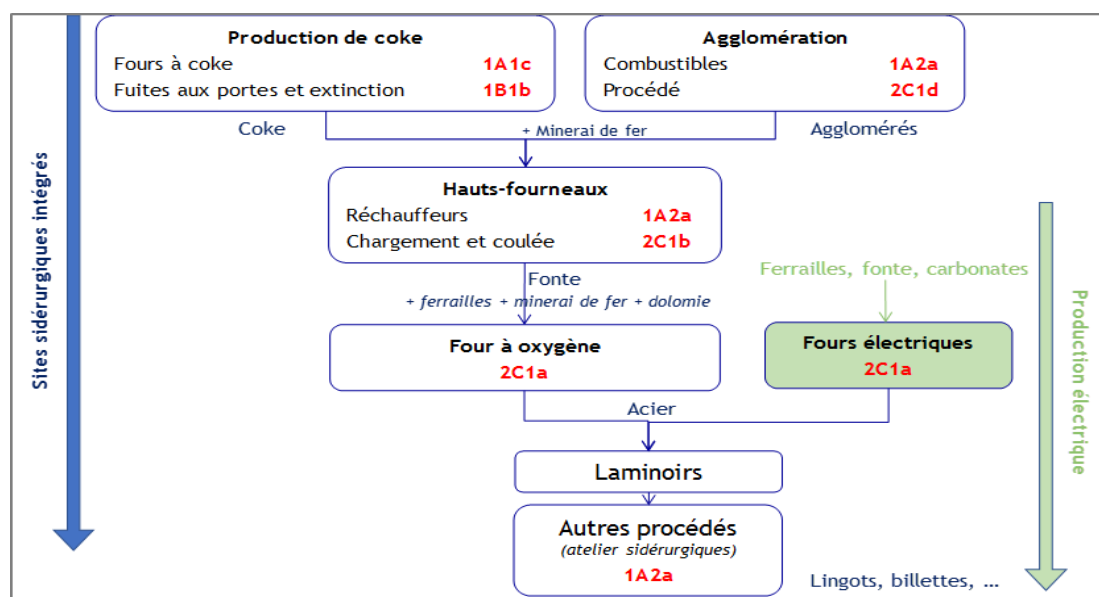 Sites sidérurgiques intégrés
Production de coke
Fours à coke 1A1c
Fuites aux portes et extinction 1B1b
Agglomération
Combustibles 1A2a
Procédé 2C1d
Coke
+ Minerai de fer
Agglomérés
Hauts-fourneaux
Réchauffeurs 1A2a
Chargement et coulée 2C1b
Fonte
+ ferrailles + minerai de fer + dolomie
Ferrailles, fonte, carbonates
Four à oxygène
2C1a
Fours électriques
2C1a
Production électrique
Acier
Laminoirs
Autres procédés
(atelier sidérurgiques)
1A2a
Lingots, billettes, ...